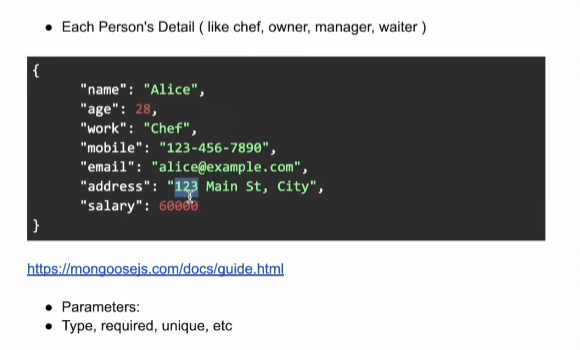 ● Each Person's Detail ( like chef, owner, manager, waiter )
{
"name": "Alice",
"age": 28,
"work": "Chef",
"mobile": "123-456-7890",
"email": "alice@example.com",
"address": "123 Main St, City",
"salary": 60000
}
https://mongoosejs.com/docs/guide.html
● Parameters:
● Type, required, unique, etc